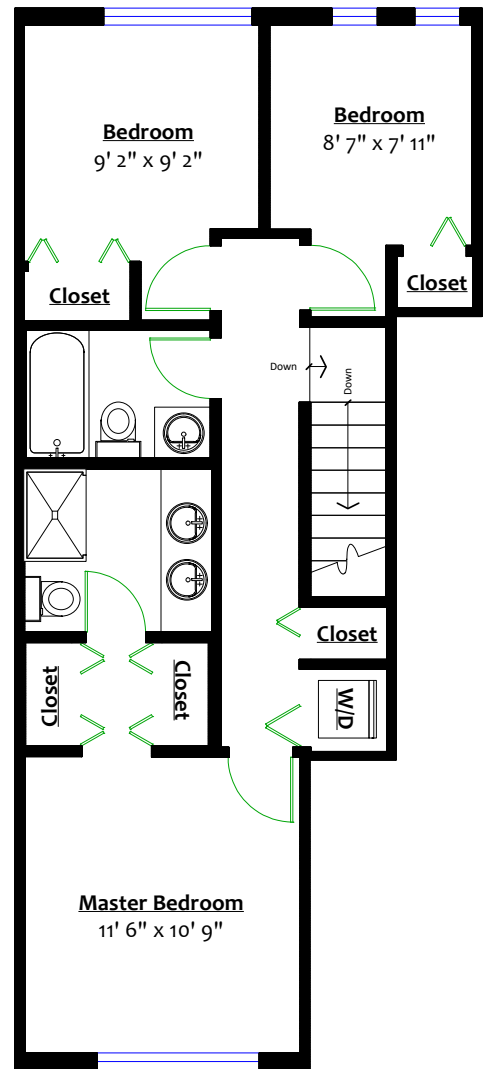 Bedroom
9' 2" x 9' 2"
Bedroom
8' 7" x 7' 11"
Closet
Closet
Down
Down
Closet
W/D
Closet
Closet
Master Bedroom
11' 6" x 10' 9"